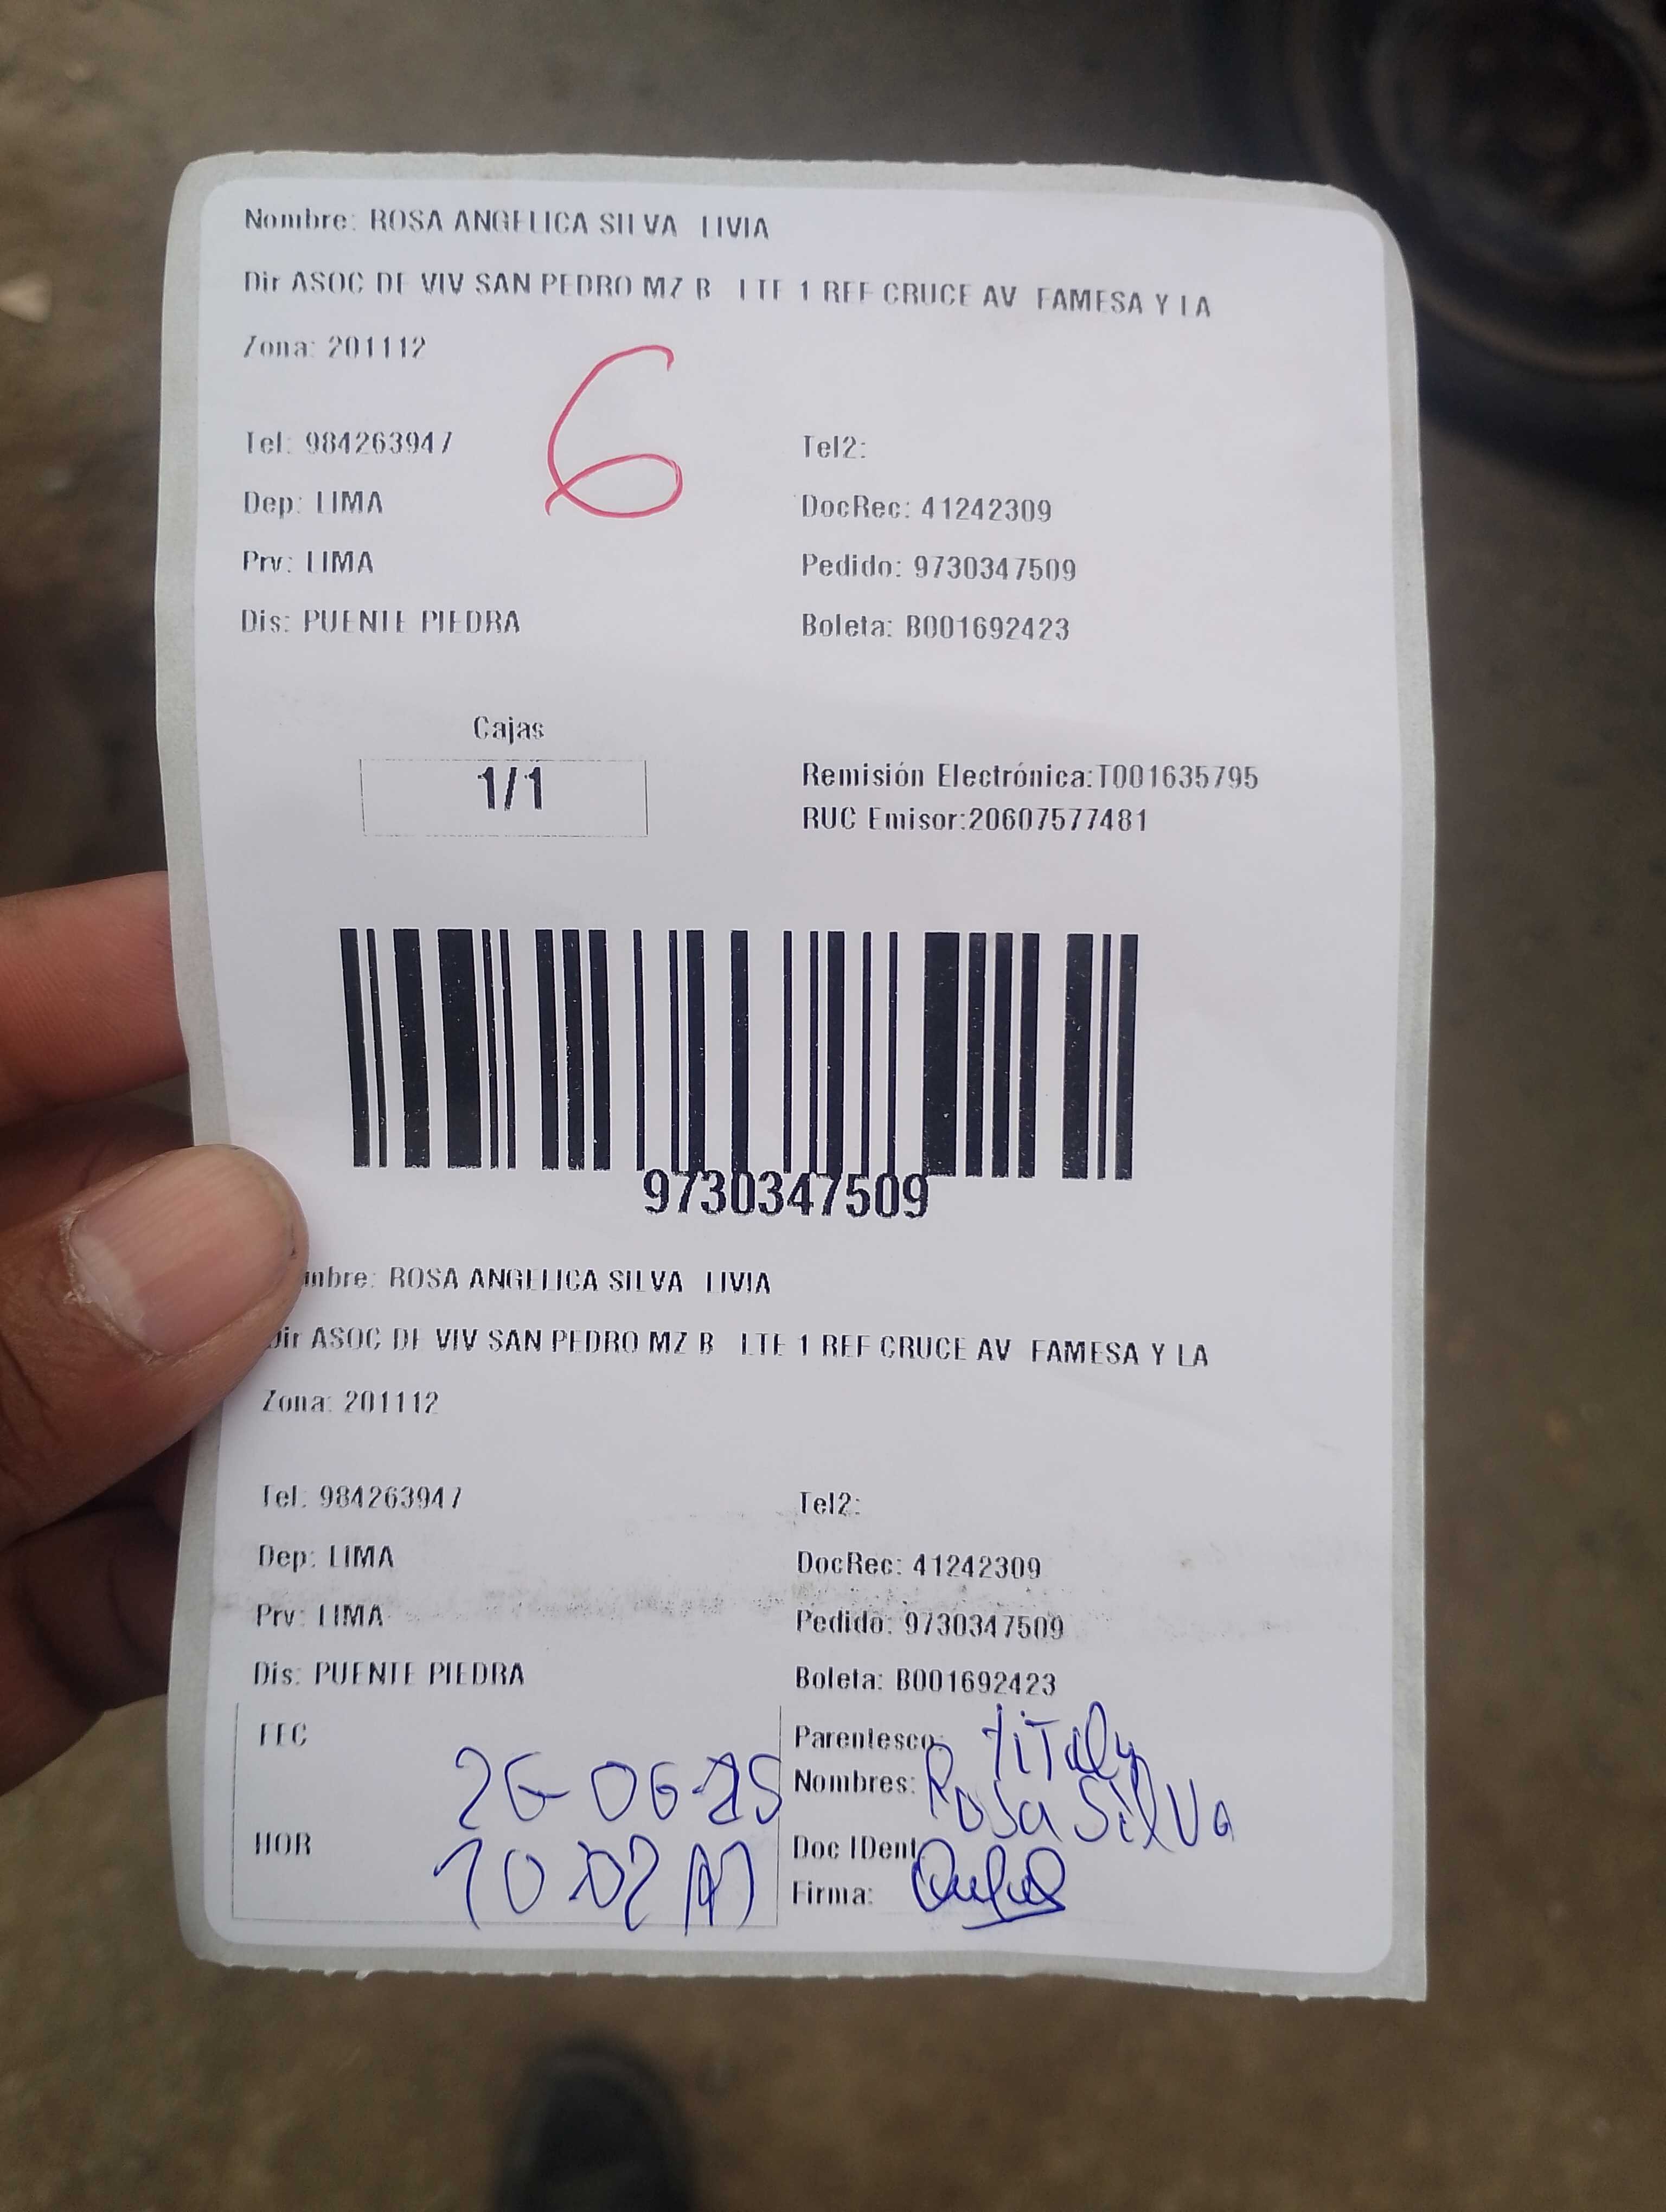 Nombre: ROSA ANGELICA SILVA LIVIA
Dir ASOC DE VIV SAN PEDRO MZ B LTE 1 REF CRUCE AV FAMESA Y LA
Zona: 201112
6
Tel: 984263947 Tel2:
Dep: LIMA DocRec: 41242309
Prv: LIMA Pedido: 9730347509
Dis: PUENTE PIEDRA Boleta: B001692423
Cajas
1/1
Remisión Electrónica:T001635795
RUC Emisor:20607577481
9730347509
mbre: ROSA ANGELICA SILVA LIVIA
Dir ASOC DE VIV SAN PEDRO MZ B LTE 1 REF CRUCE AV FAMESA Y LA
Zona: 201112
Tel: 984263947 Tel2:
Dep: LIMA DocRec: 41242309
Prv: LIMA Pedido: 9730347509
Dis: PUENTE PIEDRA Boleta: B001692423
FEC 26-06-25
HOR 10:02
Parentesco:
Nombres: Rosa Silva
Doc IDent
Firma: